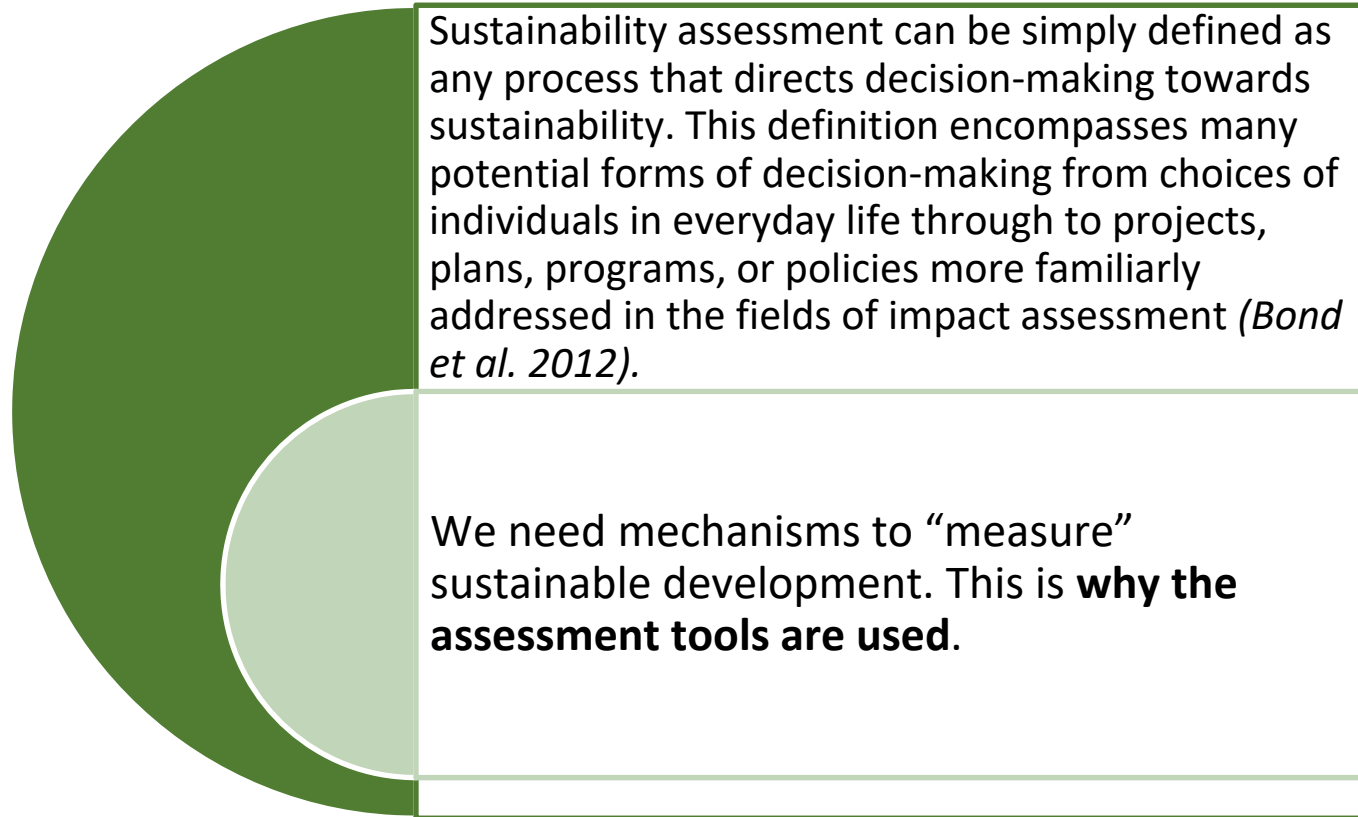 Sustainability assessment can be simply defined as
any process that directs decision-making towards
sustainability. This definition encompasses many
potential forms of decision-making from choices of
individuals in everyday life through to projects,
plans, programs, or policies more familiarly
addressed in the fields of impact assessment (Bond
et al. 2012).
We need mechanisms to “measure”
sustainable development. This is why the
assessment tools are used.